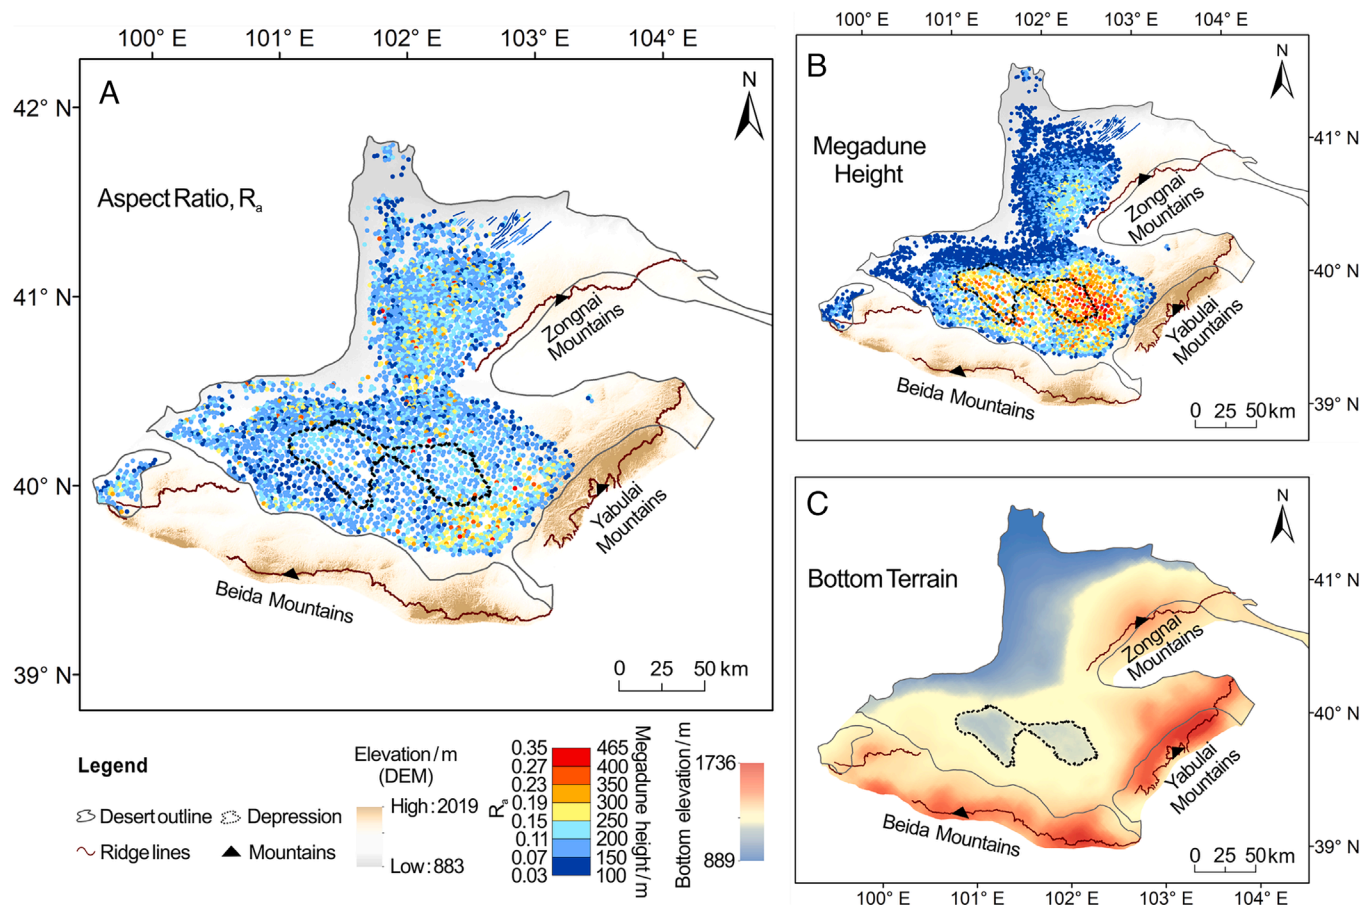 100° E 101° E 102° E 103° E 104° E
A
N
42° N
41° N
40° N
39° N
Aspect Ratio, Ra
Zongnai
Mountains
Yabulai
Mountains
Beida Mountains
0 25 50 km
100° E 101° E 102° E 103° E 104° E
B
N
Megadune
Height
41° N
40° N
39° N
Zongnai
Mountains
Yabulai
Mountains
Beida Mountains
0 25 50 km
C
N
Bottom Terrain
41° N
40° N
39° N
Zongnai
Mountains
Yabulai
Mountains
Beida Mountains
0 25 50 km
100° E 101° E 102° E 103° E 104° E
Legend
Desert outline
Depression
Ridge lines
Mountains
Elevation / m
(DEM)
High : 2019
Low : 883
Ra
0.35
0.27
0.23
0.19
0.15
0.11
0.07
0.03
465
400
350
300
250
200
150
100
Megadune height / m
Bottom elevation / m
1736
889